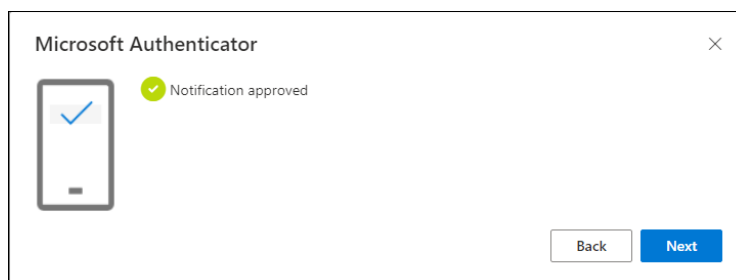 Microsoft Authenticator
Notification approved
Back
Next